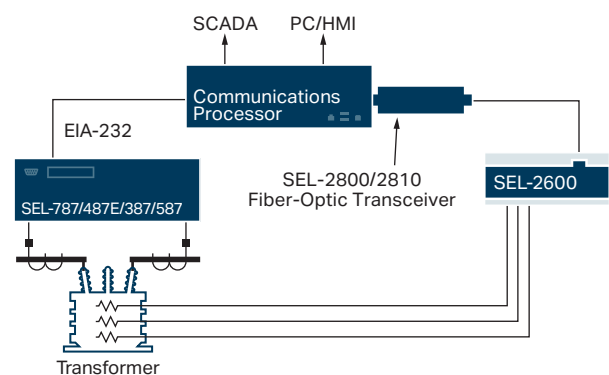 SCADA
PC/HMI
Communications
Processor
EIA-232
SEL-2800/2810
Fiber-Optic Transceiver
SEL-2600
SEL-787/487E/387/587
Transformer